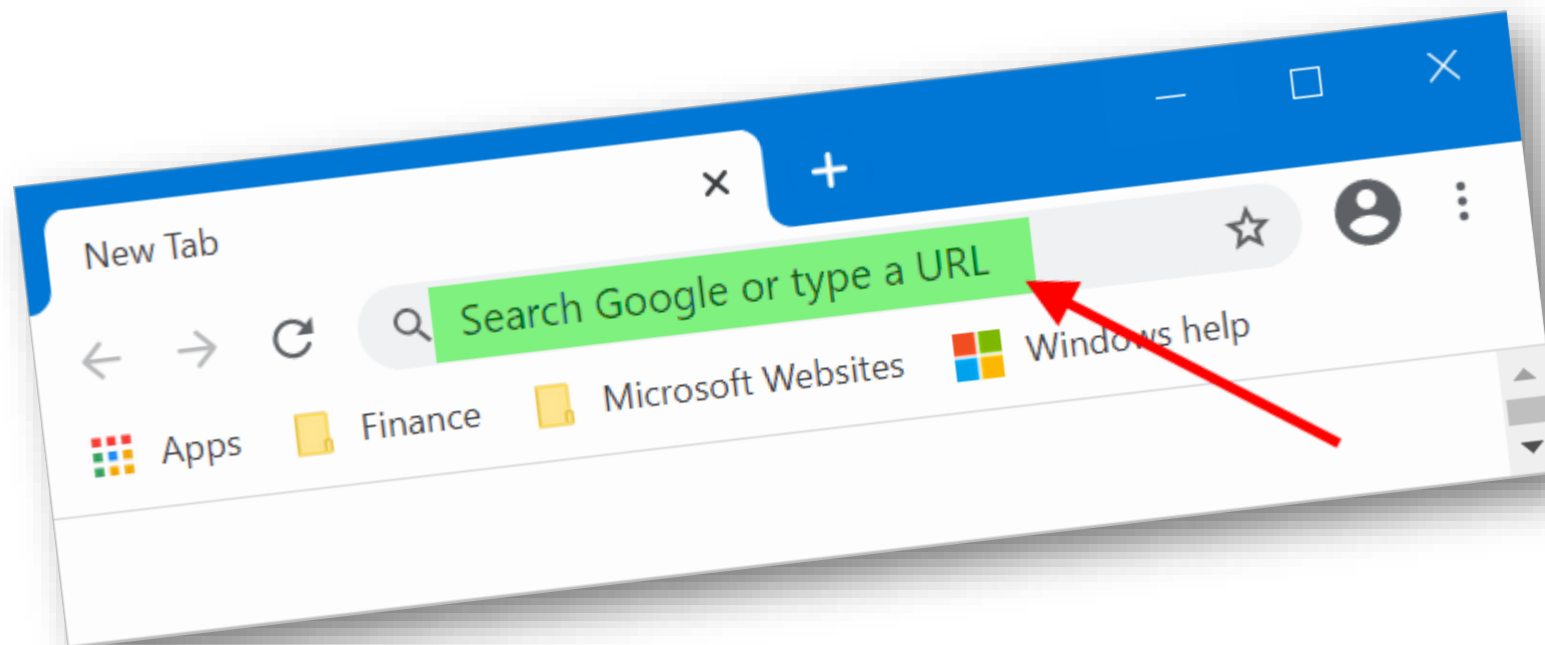 New Tab
Search Google or type a URL
Apps Finance Microsoft Websites Windows help